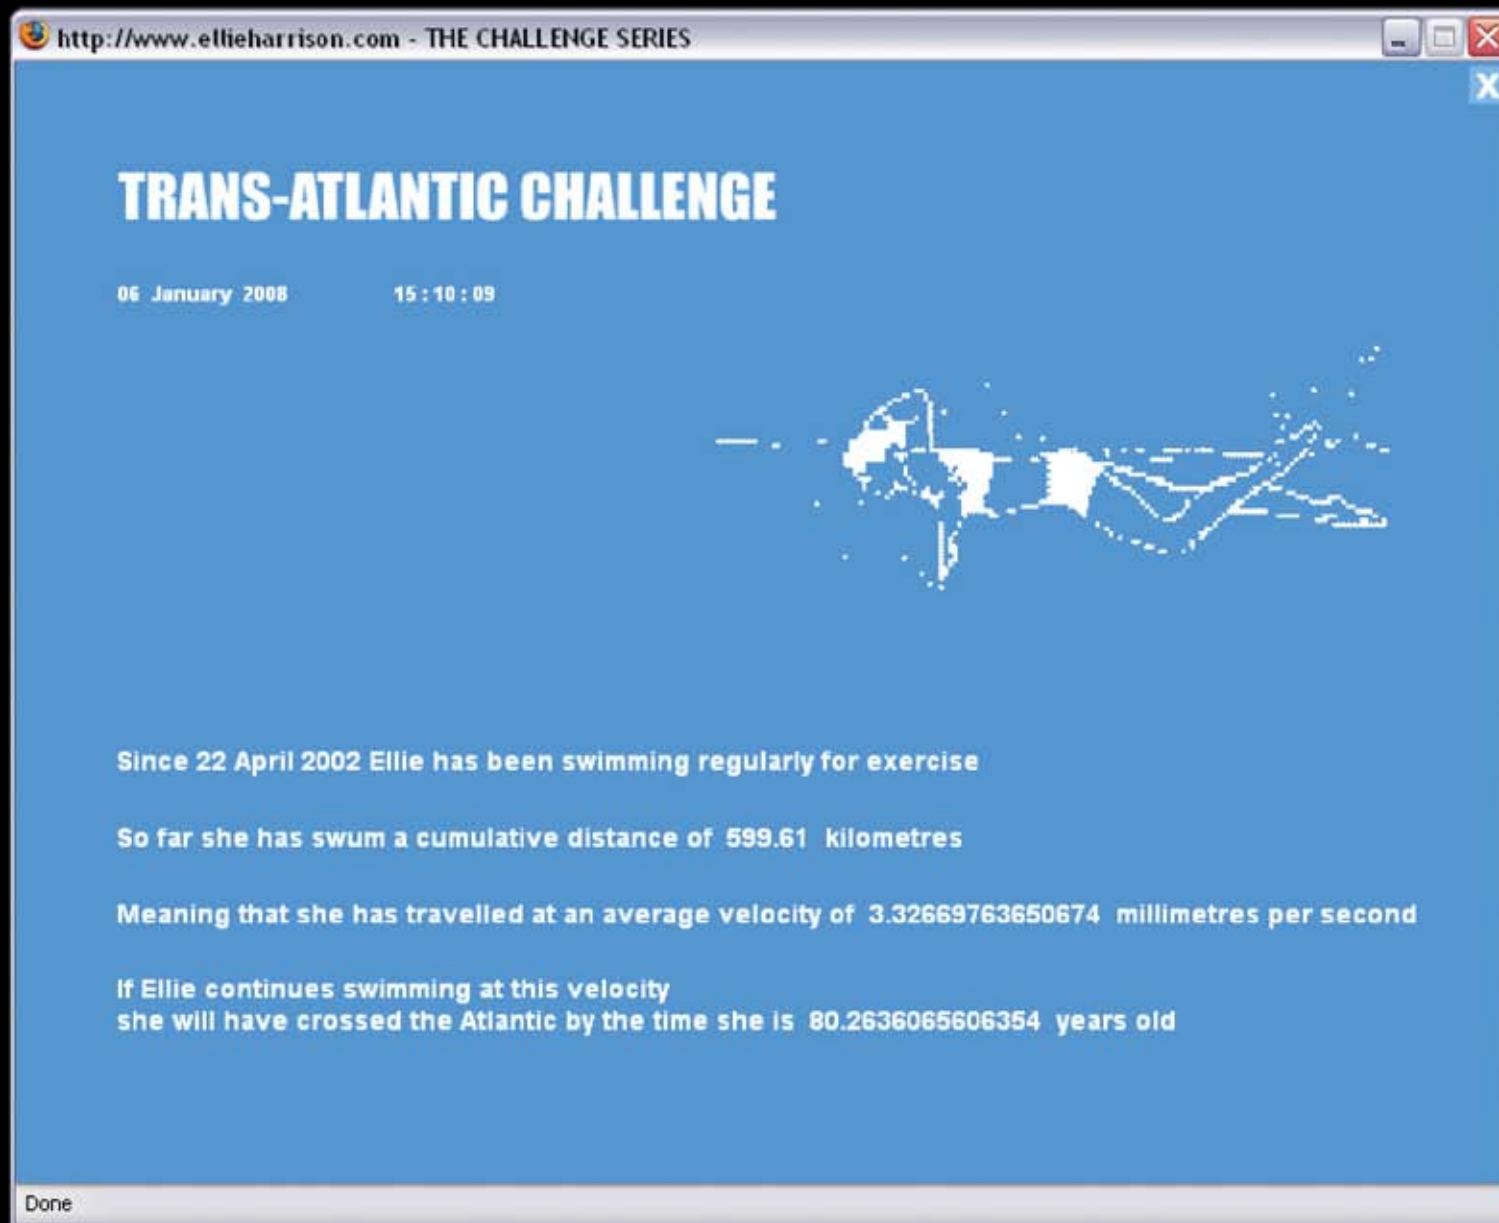 http://www.ellieharrison.com - THE CHALLENGE SERIES
X
TRANS-ATLANTIC CHALLENGE
06 January 2008 15:10:09
Since 22 April 2002 Ellie has been swimming regularly for exercise
So far she has swum a cumulative distance of 599.61 kilometres
Meaning that she has travelled at an average velocity of 3.32669763650674 millimetres per second
If Ellie continues swimming at this velocity
she will have crossed the Atlantic by the time she is 80.2636065606354 years old
Done